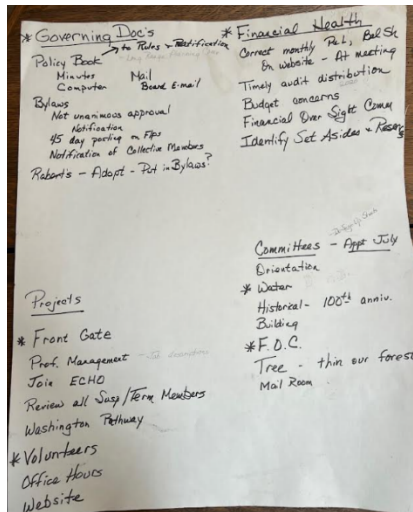 * Governing Doc's
to Rules & Ratification
Policy Book
Minutes Mail
Computer Board E-mail
Bylaws
Not unanimous approval
Notification
45 day posting on
Notification of Collective Members
Robert's - Adopt - Put in Bylaws?
* Financial Health
Correct monthly P&L, Bal Sh
On website - At meeting
Timely audit distribution
Budget concerns
Financial Over Sight Comm
Identify Set Asides &
Committees - Appt July
Orientation
* Water
Historical - 100th anniv.
Building
* F.D.C.
Tree - thin our forest
Mail Room
Projects
* Front Gate
Prof. Management
Join ECHO
Review all Susp/Term Members
Washington Pathway
* Volunteers
Office Hours
Website